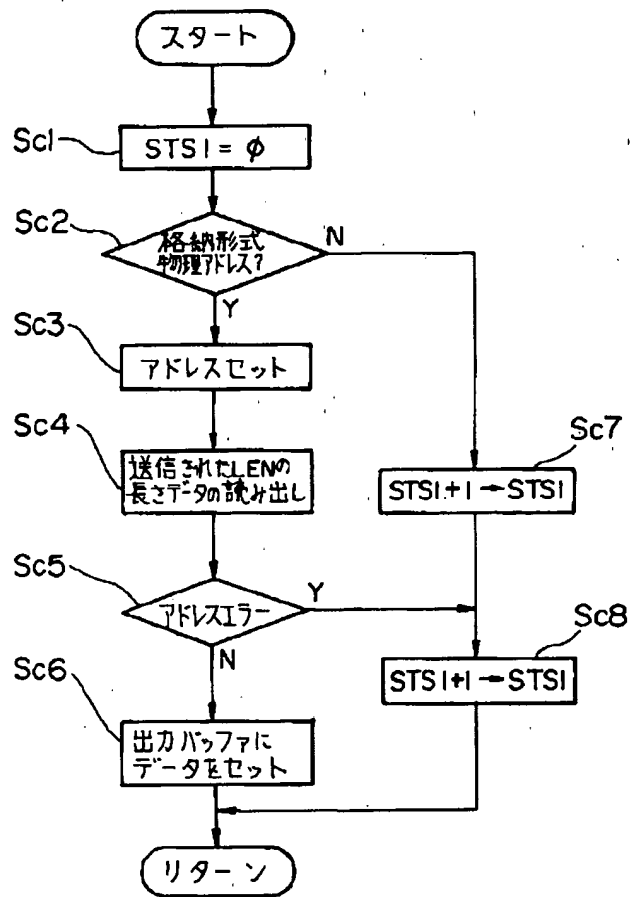 スタート
Sc1
STS1 = φ
Sc2
格納形式
物理アドレス?
N
Y
Sc3
アドレスセット
Sc4
送信されたLENの
長さデータの読み出し
Sc7
STS1+1→STS1
Sc5
アドレスエラー
Y
N
Sc8
STS1+1→STS1
Sc6
出力バッファに
データをセット
リターン